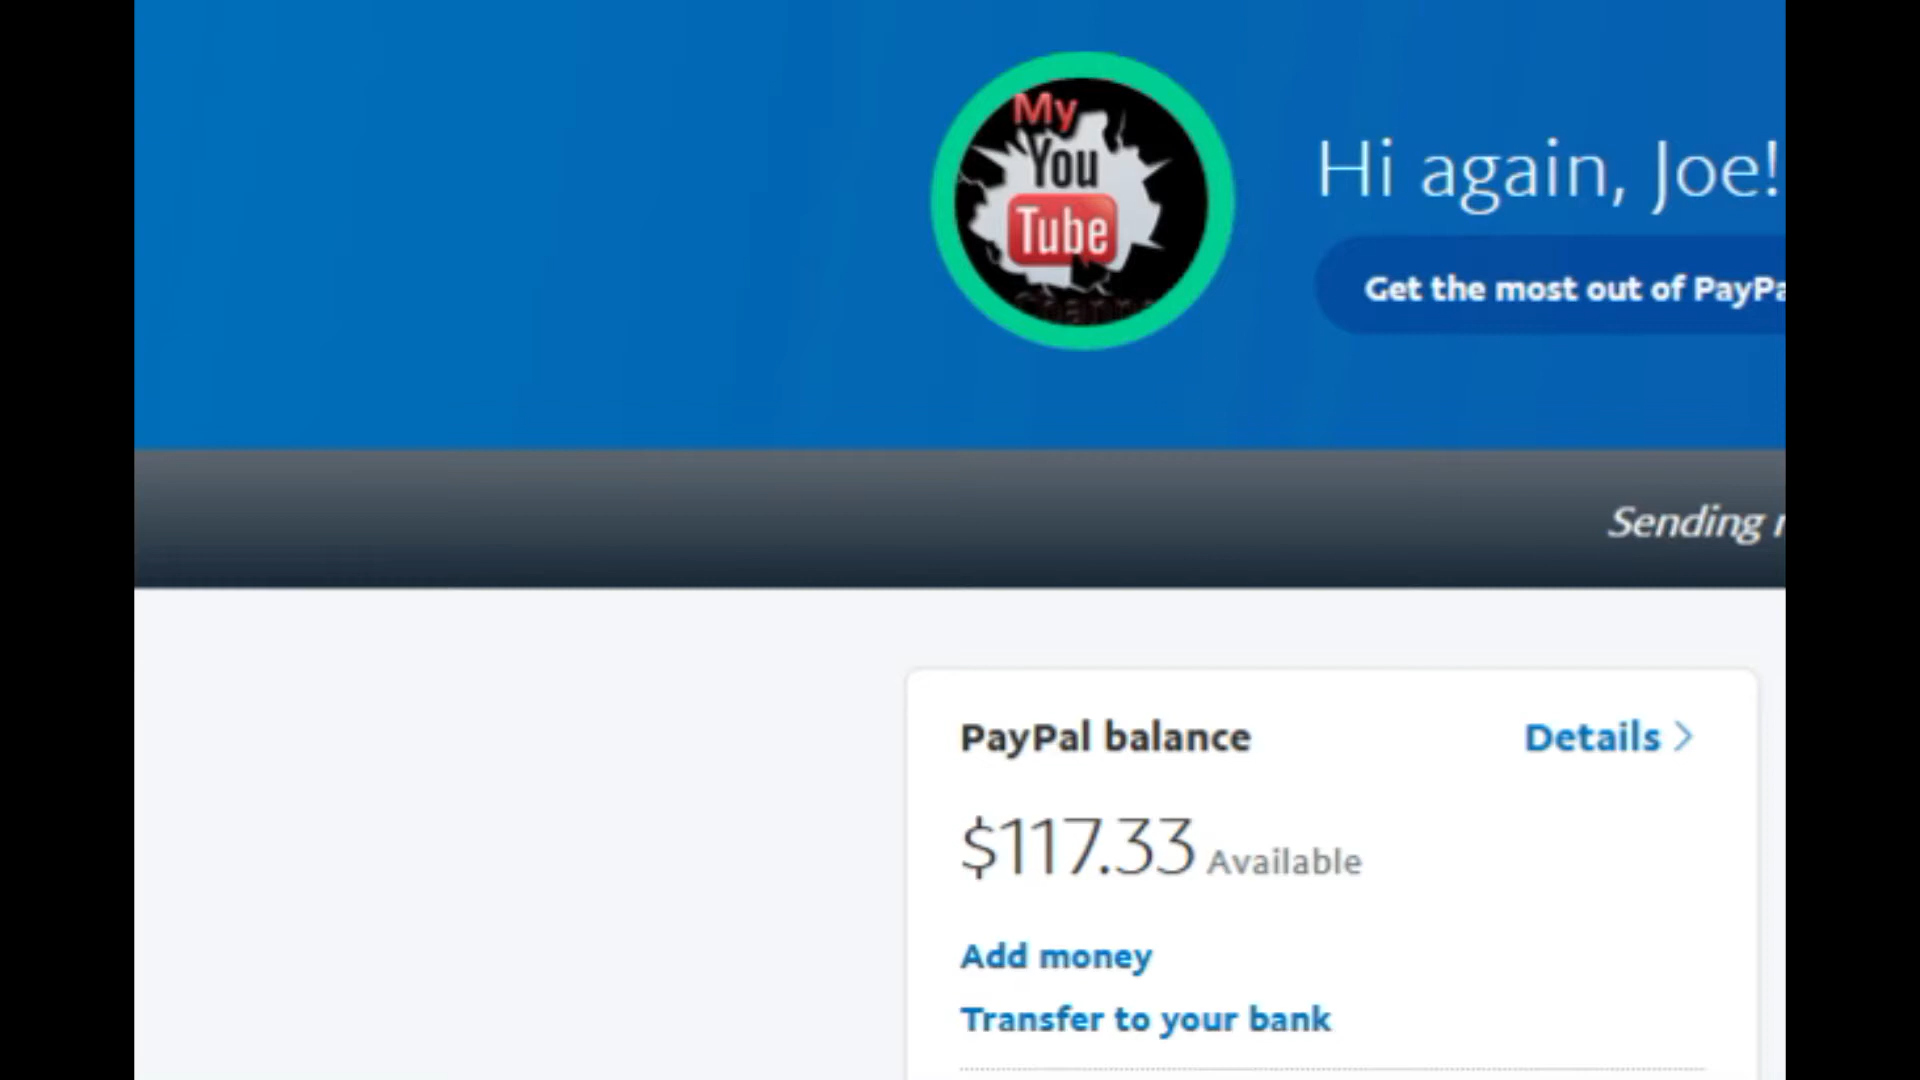 My
You
Tube
Hi again, Joe!
Get the most out of
Sending
PayPal balance
Details
$117.33 Available
Add money
Transfer to your bank